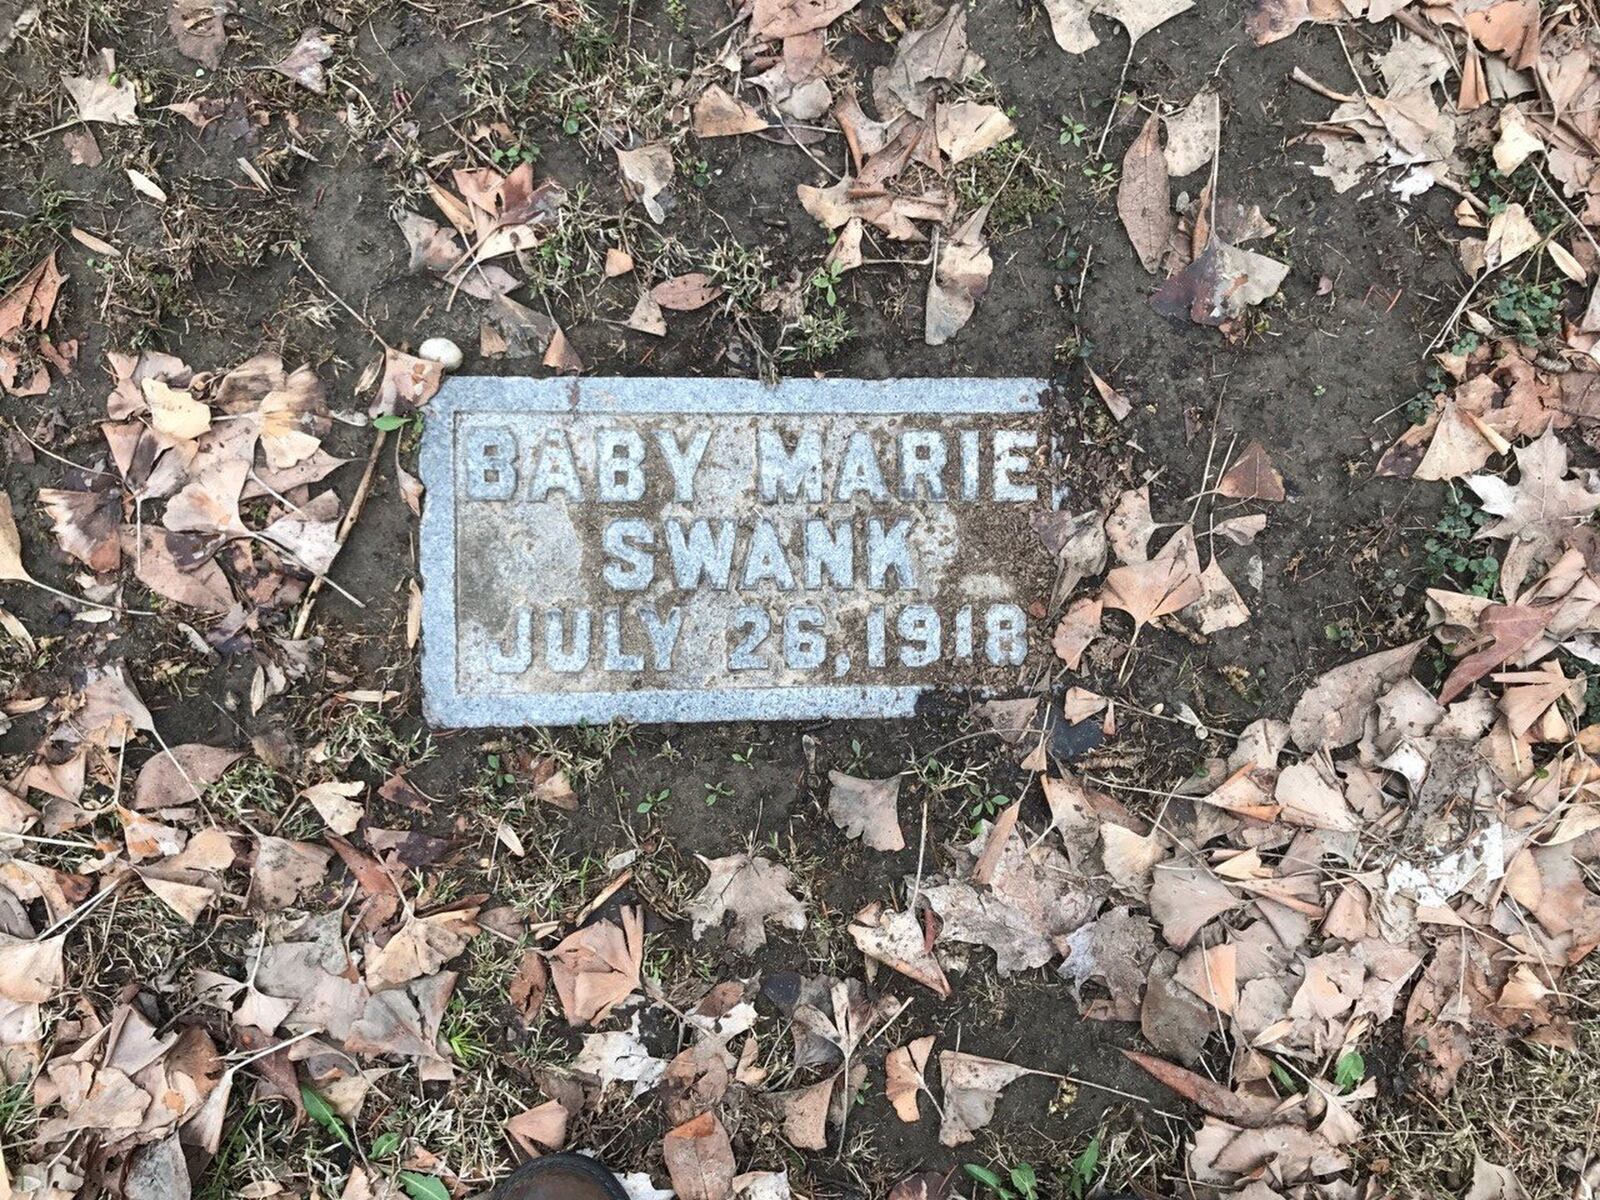 BABY MARIE
SWANK
JULY 26, 1918